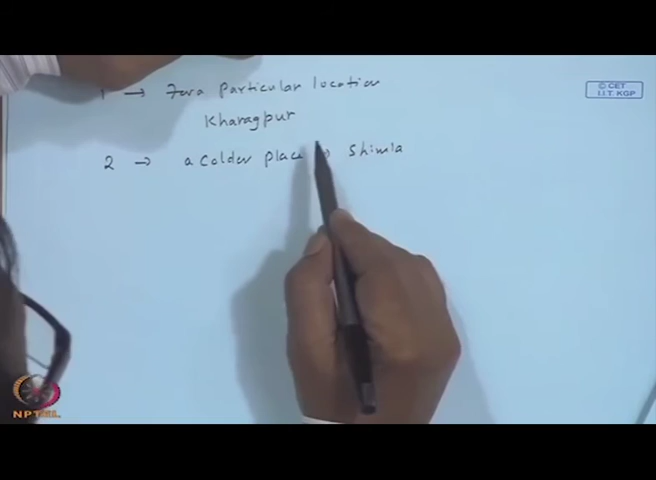 1 → For a particular location
Kharagpur
2 → a colder place → Shimla
© CET
I.I.T. KGP
NPTEL